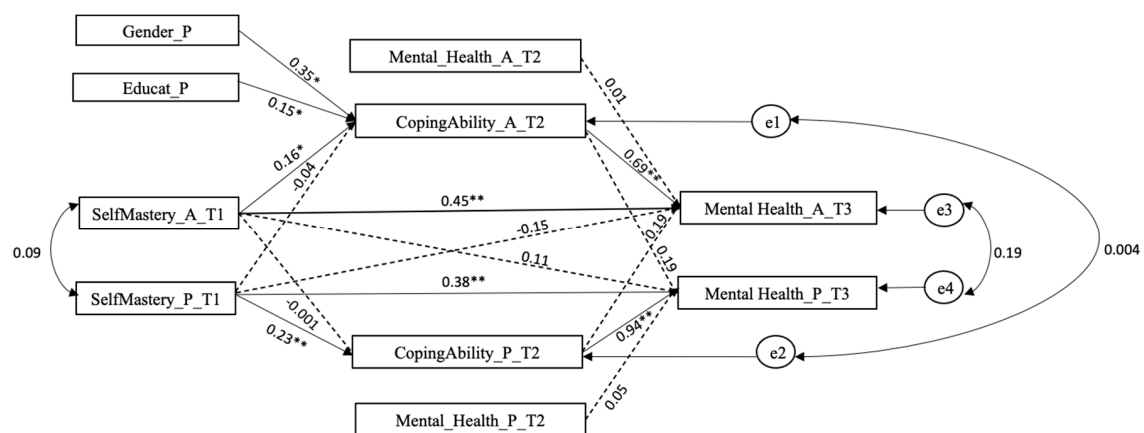 Gender_P
Educat_P
Mental_Health_A_T2
CopingAbility_A_T2
SelfMastery_A_T1
SelfMastery_P_T1
CopingAbility_P_T2
Mental_Health_P_T2
Mental Health_A_T3
Mental Health_P_T3
e1
e3
e4
e2
0.35*
0.15*
0.16*
-0.04
0.01
0.69**
0.45**
-0.15
0.11
0.38**
-0.001
0.23**
0.19
0.19
0.94**
0.05
0.09
0.19
0.004